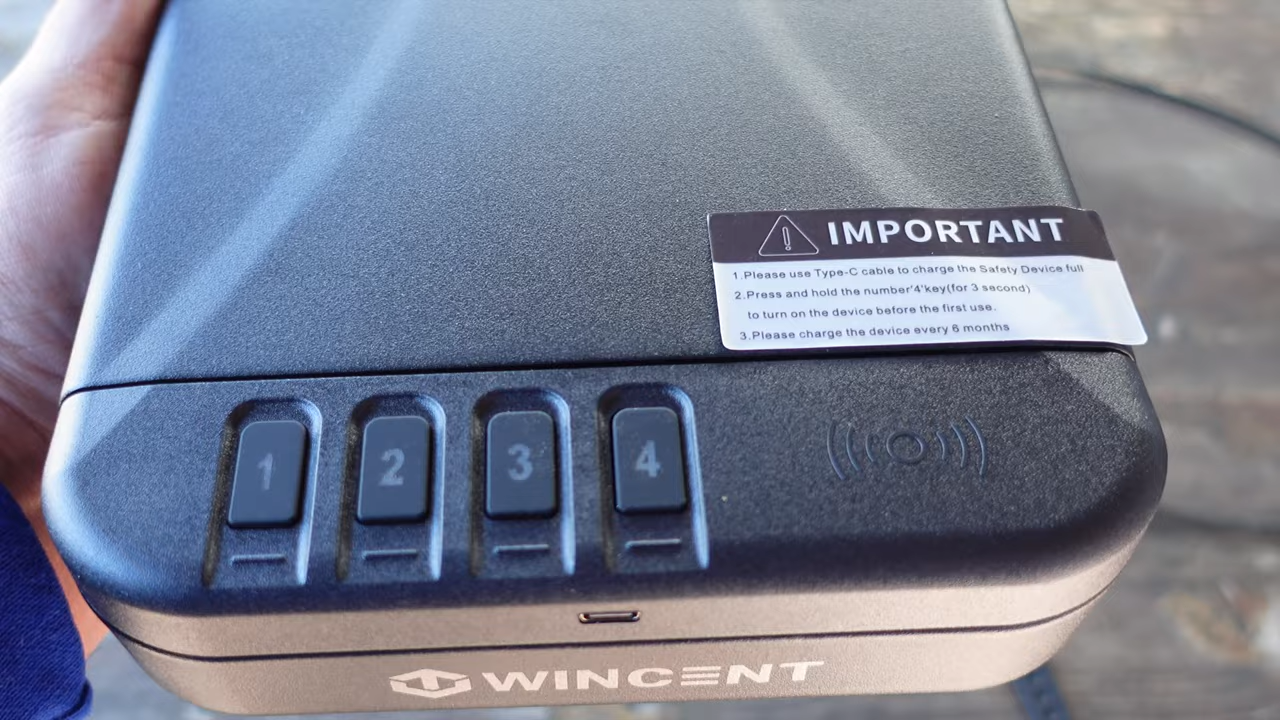 IMPORTANT
1.Please use Type-C cable to charge the Safety Device full
2.Press and hold the number'4'key(for 3 second)
to turn on the device before the first use.
3.Please charge the device every 6 months
1 2 3 4
WINCENT